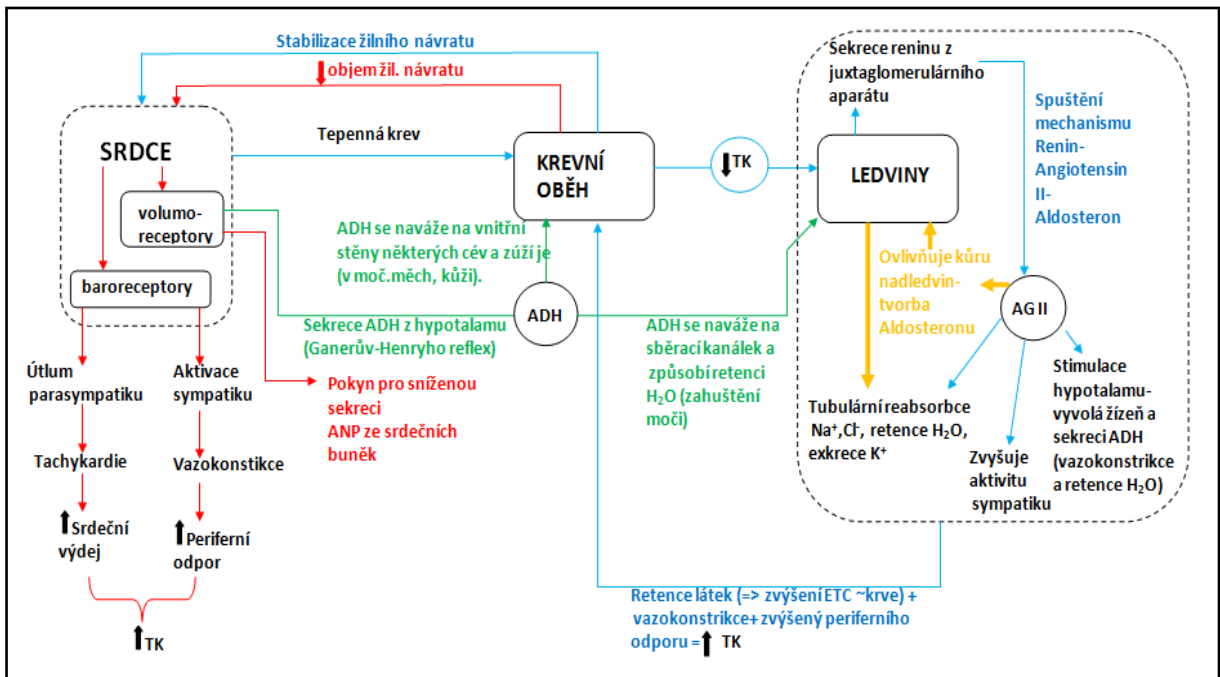 Stabilizace žilního návratu
objem žil. návratu
SRDCE
Tepenná krev
volumo-
receptory
baroreceptory
Útlum
parasympatiku
Aktivace
sympatiku
Tachykardie
Vazokonstikce
Srdeční
výdej
Periferní
odpor
TK
KREVNÍ
OBĚH
TK
ADH se naváže na vnitřní
stěny některých cév a zúží je
(v moč.měch, kůži).
ADH
Sekrece ADH z hypotalamu
(Ganerův-Henryho reflex)
Pokyn pro sníženou
sekreci
ANP ze srdečních
buněk
ADH se naváže na
sběrací kanálek a
způsobí retenci
H₂O (zahuštění
moči)
Sekrece reninu z
juxtaglomerulárního
aparátu
LEDVINY
Spuštění
mechanismu
Renin-
Angiotensin
II-
Aldosteron
Ovlivňuje kůru
nadledvin-
tvorba
Aldosteronu
AG II
Tubulární reabsorbce
Na⁺,Cl⁻, retence H₂O,
exkrece K⁺
Zvyšuje
aktivitu
sympatiku
Stimulace
hypotalamu-
vyvolá žízeň a
sekreci ADH
(vazokonstrikce
a retence H₂O)
Retence látek (=> zvýšení ETC ~krve) +
vazokonstrikce+ zvýšený periferního
odporu = TK